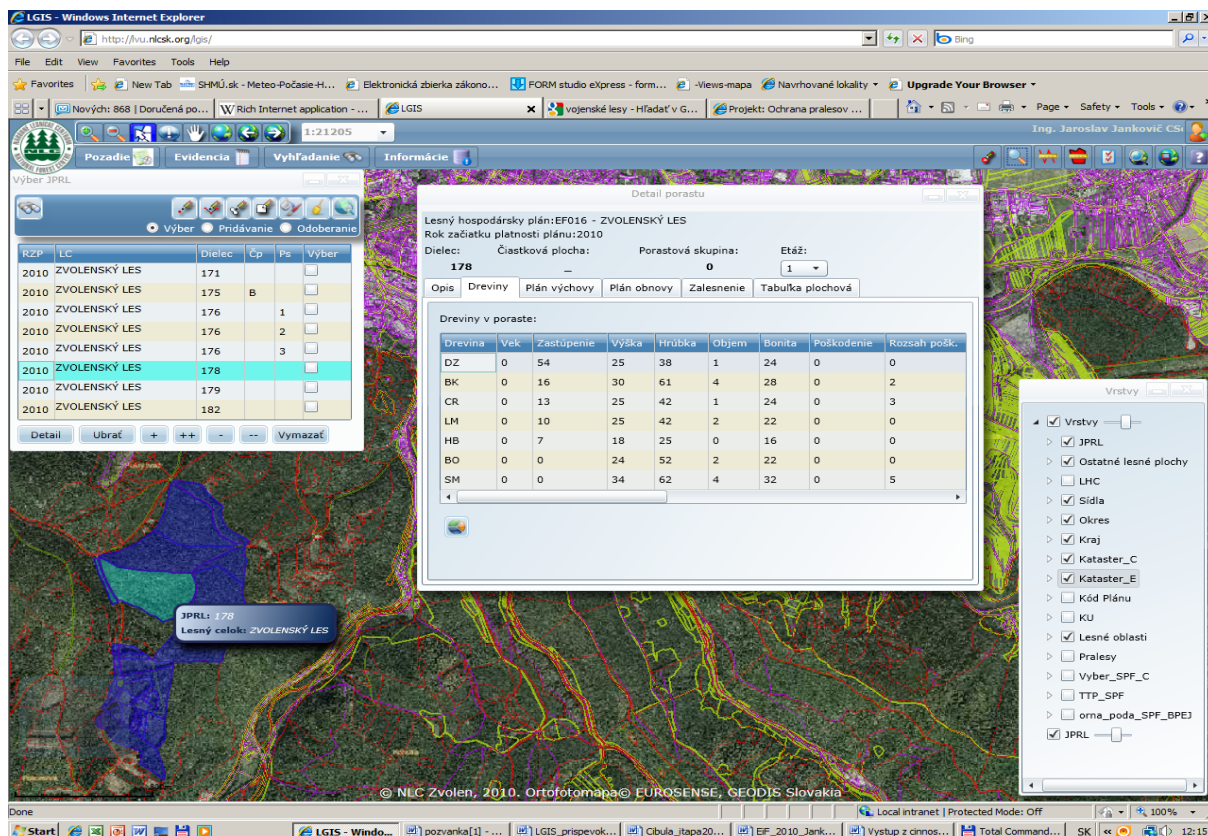 LGIS - Windows Internet Explorer
http://lvu.nlcsk.org/lgis/
Bing
File Edit View Favorites Tools Help
Favorites New Tab SHMÚ.sk - Meteo-Počasie-H... Elektronická zbierka zákono... FORM studio eXpress - form... -Views-mapa Navrhované lokality Upgrade Your Browser
Nových: 868 | Doručená po... Rich Internet application - ... LGIS vojenské lesy - Hľadať v G... Projekt: Ochrana pralesov ... Page Safety Tools
1:21205
Ing. Jaroslav Jankovič CS
Pozadie Evidencia Vyhľadanie Informácie
Výber JPRL
Výber Pridávanie Odoberanie
RZP LC Dielec Čp Ps Výber
2010 ZVOLENSKÝ LES 171
2010 ZVOLENSKÝ LES 175 B
2010 ZVOLENSKÝ LES 176 1
2010 ZVOLENSKÝ LES 176 2
2010 ZVOLENSKÝ LES 176 3
2010 ZVOLENSKÝ LES 178
2010 ZVOLENSKÝ LES 179
2010 ZVOLENSKÝ LES 182
Detail Ubrať + ++ - -- Vymazať
Detail porastu
Lesný hospodársky plán:EF016 - ZVOLENSKÝ LES
Rok začiatku platnosti plánu:2010
Dielec: Čiastková plocha: Porastová skupina: Etáž:
178 _ 0 1
Opis Dreviny Plán výchovy Plán obnovy Zalesnenie Tabuľka plochová
Dreviny v poraste:
Drevina Vek Zastúpenie Výška Hrúbka Objem Bonita Poškodenie Rozsah pošk.
DZ 0 54 25 38 1 24 0 0
BK 0 16 30 61 4 28 0 2
CR 0 13 25 42 1 24 0 3
LM 0 10 25 42 2 22 0 0
HB 0 7 18 25 0 16 0 0
BO 0 0 24 52 2 22 0 0
SM 0 0 34 62 4 32 0 5
Vrstvy
Vrstvy
JPRL
Ostatné lesné plochy
LHC
Sídla
Okres
Kraj
Kataster_C
Kataster_E
Kód Plánu
KU
Lesné oblasti
Pralesy
Vyber_SPF_C
TTP_SPF
orna_poda_SPF_BPEJ
JPRL
JPRL: 178
Lesný celok: ZVOLENSKÝ LES
© NLC Zvolen, 2010. Ortofotomapa© EUROSENSE, GEODIS Slovakia
Done
Local intranet | Protected Mode: Off
100%
Start
LGIS - Windo... pozvanka[1] - ... LGIS_prispevok... Cibula_itapa20... EIF_2010_Jank... Vystup z cinnos... Total Comman... SK 12:15